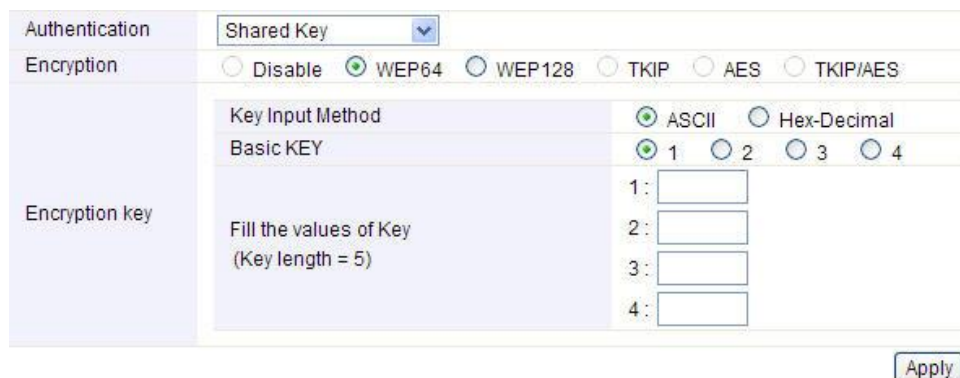 Authentication Shared Key
Encryption Disable WEP64 WEP128 TKIP AES TKIP/AES
Key Input Method ASCII Hex-Decimal
Basic KEY 1 2 3 4
Encryption key
Fill the values of Key
(Key length = 5)
1 :
2 :
3 :
4 :
Apply